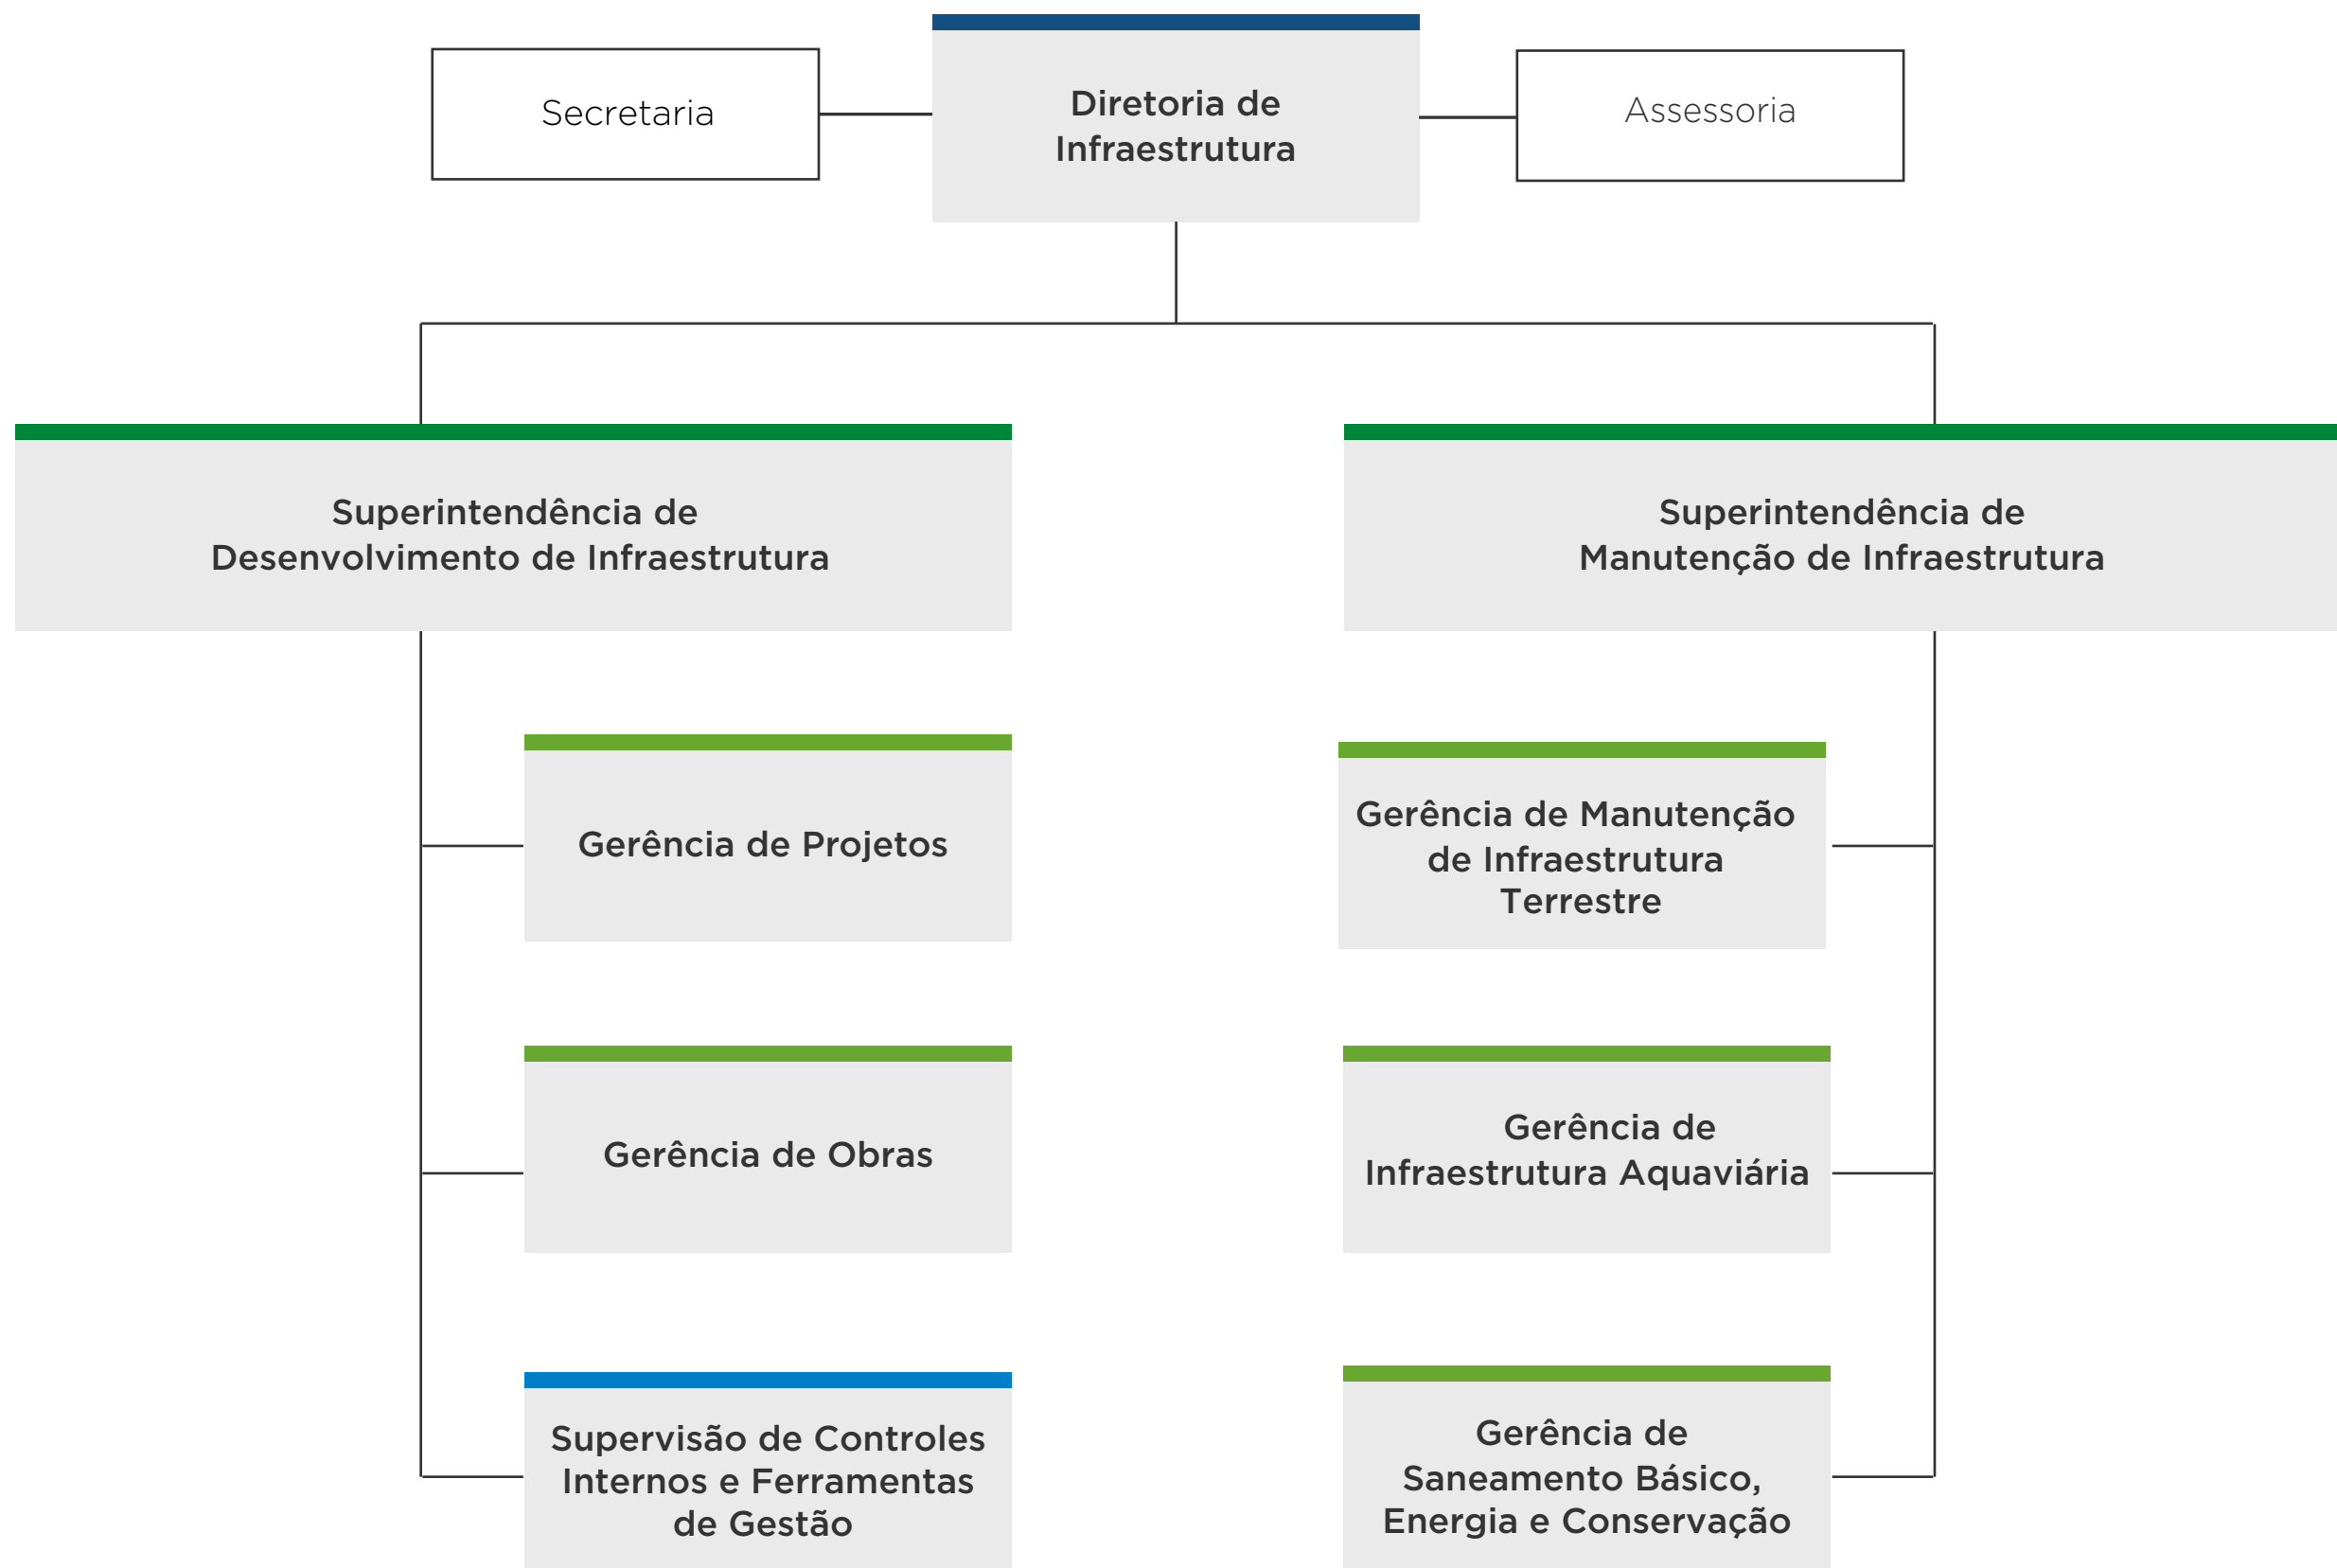 Secretaria
Diretoria de
Infraestrutura
Assessoria
Superintendência de
Desenvolvimento de Infraestrutura
Superintendência de
Manutenção de Infraestrutura
Gerência de Projetos
Gerência de Manutenção
de Infraestrutura
Terrestre
Gerência de Obras
Gerência de
Infraestrutura Aquaviária
Supervisão de Controles
Internos e Ferramentas
de Gestão
Gerência de
Saneamento Básico,
Energia e Conservação